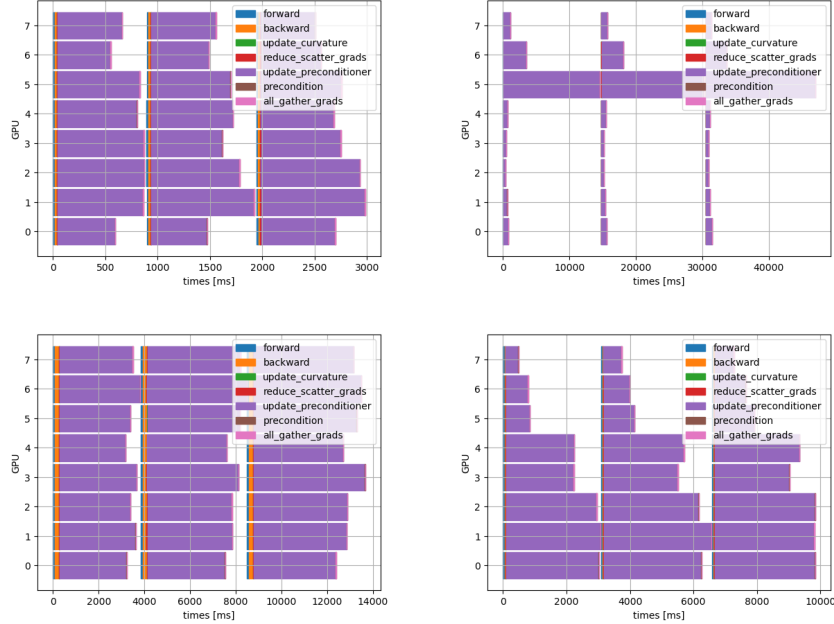 forward
backward
update_curvature
reduce_scatter_grads
update_preconditioner
precondition
all_gather_grads
GPU
7
6
5
4
3
2
1
0
0 500 1000 1500 2000 2500 3000
times [ms]
forward
backward
update_curvature
reduce_scatter_grads
update_preconditioner
precondition
all_gather_grads
GPU
7
6
5
4
3
2
1
0
0 10000 20000 30000 40000
times [ms]
forward
backward
update_curvature
reduce_scatter_grads
update_preconditioner
precondition
all_gather_grads
GPU
7
6
5
4
3
2
1
0
0 2000 4000 6000 8000 10000 12000 14000
times [ms]
forward
backward
update_curvature
reduce_scatter_grads
update_preconditioner
precondition
all_gather_grads
GPU
7
6
5
4
3
2
1
0
0 2000 4000 6000 8000 10000
times [ms]